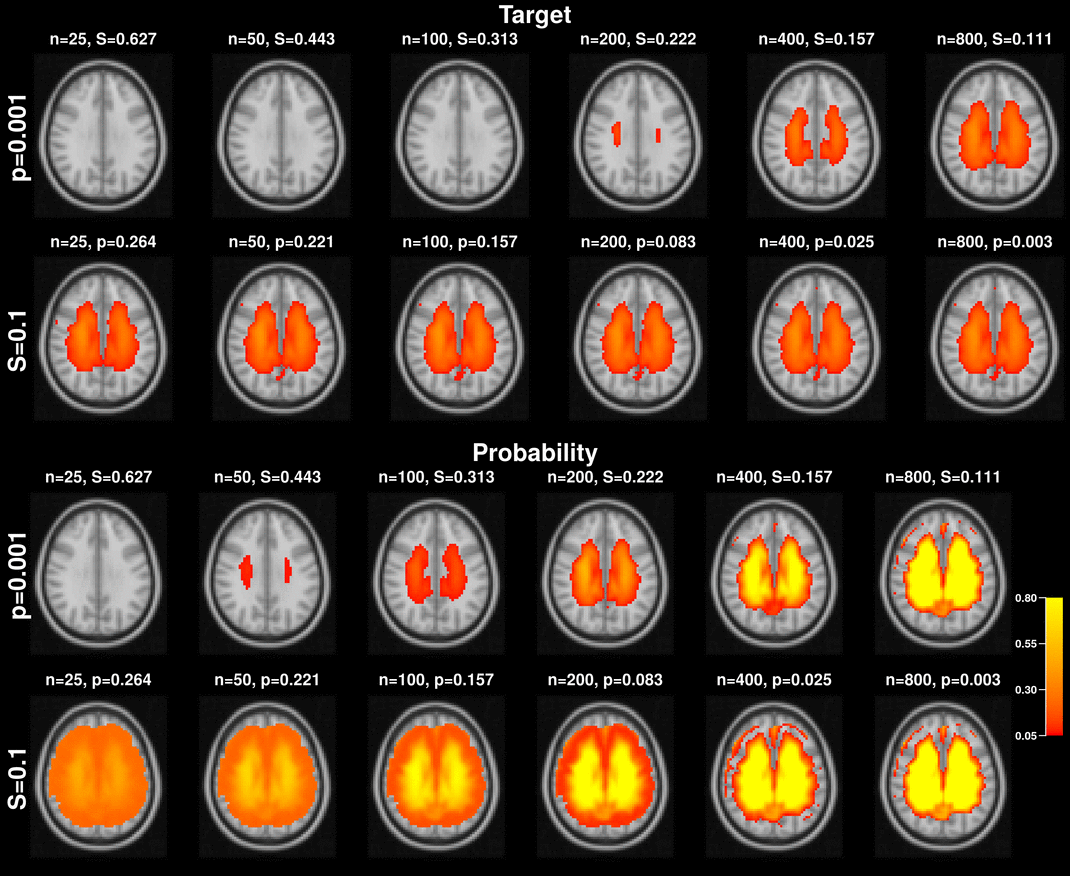 Target
n=25, S=0.627 n=50, S=0.443 n=100, S=0.313 n=200, S=0.222 n=400, S=0.157 n=800, S=0.111
p=0.001
n=25, p=0.264 n=50, p=0.221 n=100, p=0.157 n=200, p=0.083 n=400, p=0.025 n=800, p=0.003
S=0.1
Probability
n=25, S=0.627 n=50, S=0.443 n=100, S=0.313 n=200, S=0.222 n=400, S=0.157 n=800, S=0.111
p=0.001
0.80
0.55
0.30
0.05
n=25, p=0.264 n=50, p=0.221 n=100, p=0.157 n=200, p=0.083 n=400, p=0.025 n=800, p=0.003
S=0.1